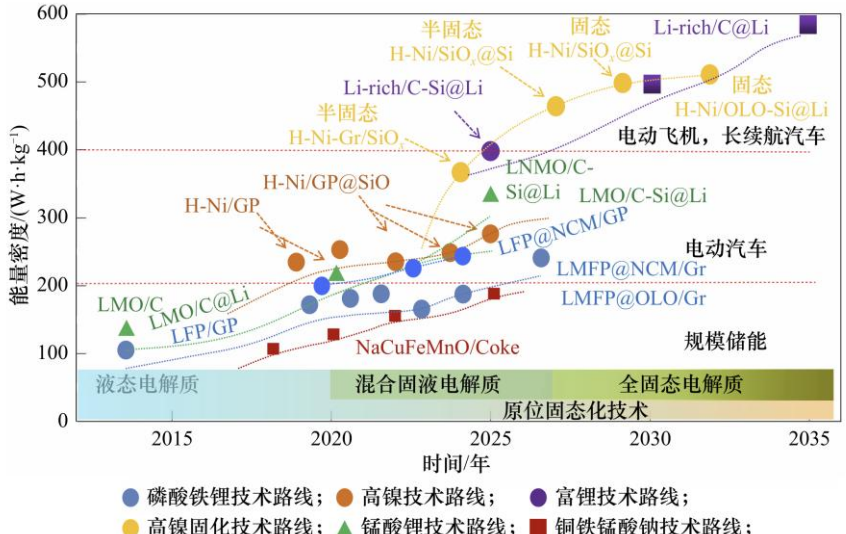 600
500
400
300
200
100
0
能量密度/(W·h·kg⁻¹)
半固态
H-Ni/SiOₓ@Si
固态
H-Ni/SiOₓ@Si
Li-rich/C@Li
Li-rich/C-Si@Li
固态
H-Ni/OLO-Si@Li
半固态
H-Ni-Gr/SiOₓ
电动飞机，长续航汽车
H-Ni/GP@SiO
LNMO/C-
Si@Li
LMO/C-Si@Li
H-Ni/GP
LFP@NCM/GP
电动汽车
LMO/C
LMO/C@Li
LFP/GP
LMFP@NCM/Gr
LMFP@OLO/Gr
NaCuFeMnO/Coke
规模储能
液态电解质
混合固液电解质
全固态电解质
原位固态化技术
2015
2020
2025
2030
2035
时间/年
磷酸铁锂技术路线；
高镍技术路线；
富锂技术路线；
高镍固化技术路线；
锰酸锂技术路线；
铜铁锰酸钠技术路线；